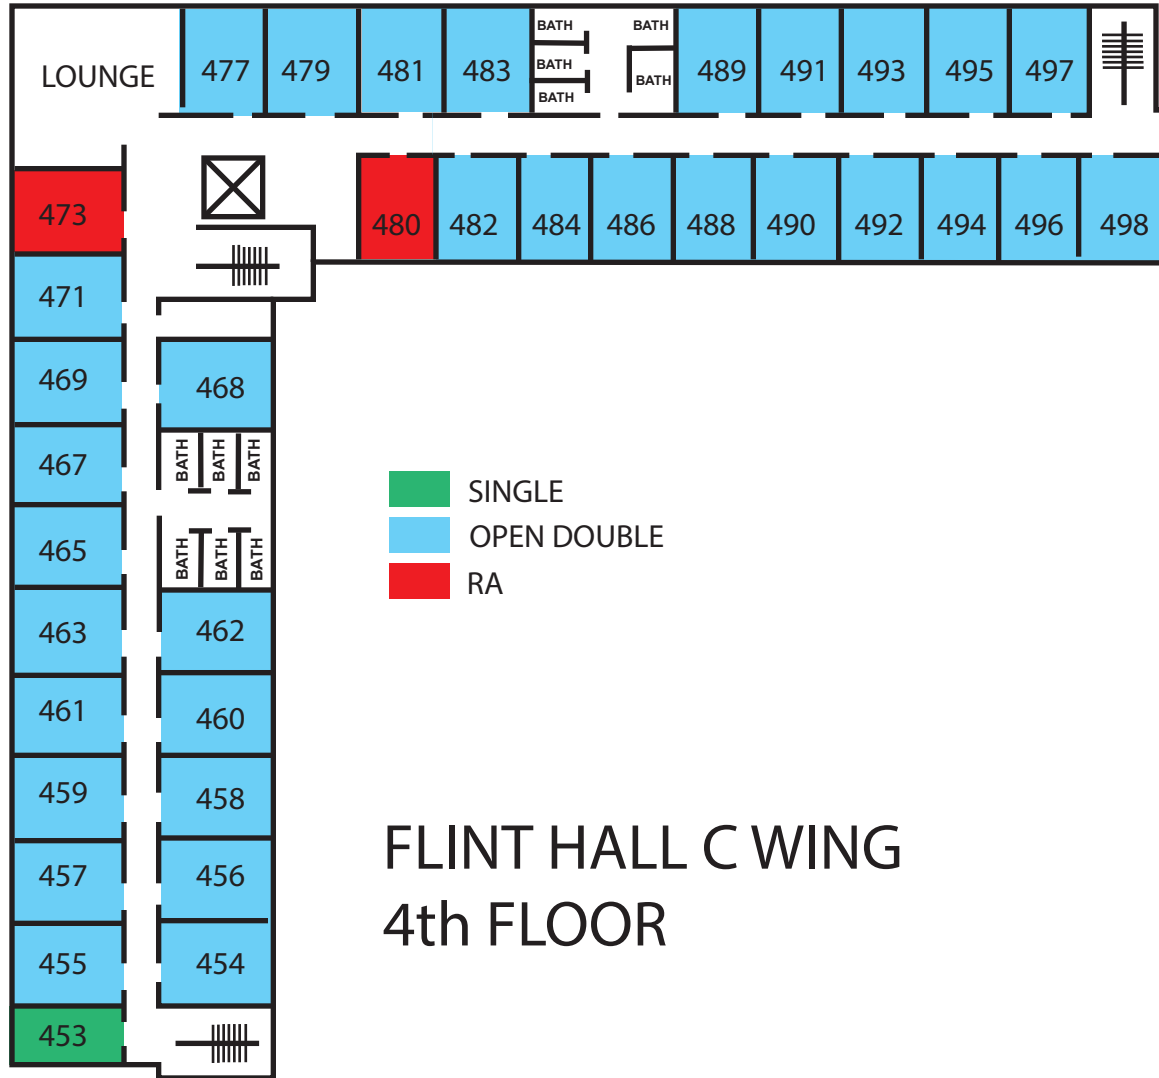 LOUNGE
477
479
481
483
BATH
BATH
BATH
BATH
BATH
489
491
493
495
497
473
480
482
484
486
488
490
492
494
496
498
471
469
468
467
BATH
BATH
BATH
465
BATH
BATH
BATH
463
462
461
460
459
458
457
456
455
454
453
SINGLE
OPEN DOUBLE
RA
FLINT HALL C WING
4th FLOOR